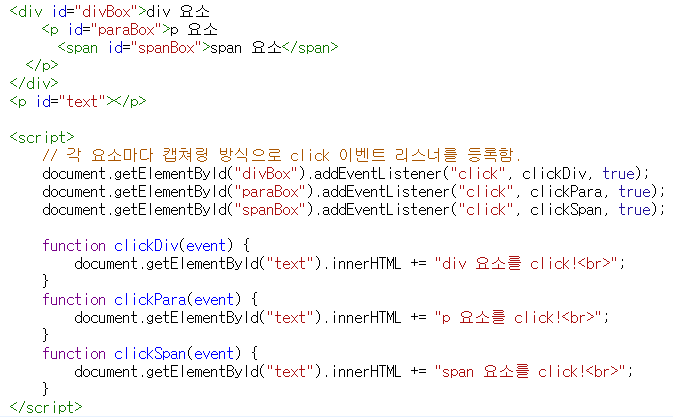 <div id="divBox">div 요소
<p id="paraBox">p 요소
<span id="spanBox">span 요소</span>
</p>
</div>
<p id="text"></p>
<script>
// 각 요소마다 캡쳐링 방식으로 click 이벤트 리스너를 등록함.
document.getElementById("divBox").addEventListener("click", clickDiv, true);
document.getElementById("paraBox").addEventListener("click", clickPara, true);
document.getElementById("spanBox").addEventListener("click", clickSpan, true);
function clickDiv(event) {
document.getElementById("text").innerHTML += "div 요소를 click!<br>";
}
function clickPara(event) {
document.getElementById("text").innerHTML += "p 요소를 click!<br>";
}
function clickSpan(event) {
document.getElementById("text").innerHTML += "span 요소를 click!<br>";
}
</script>